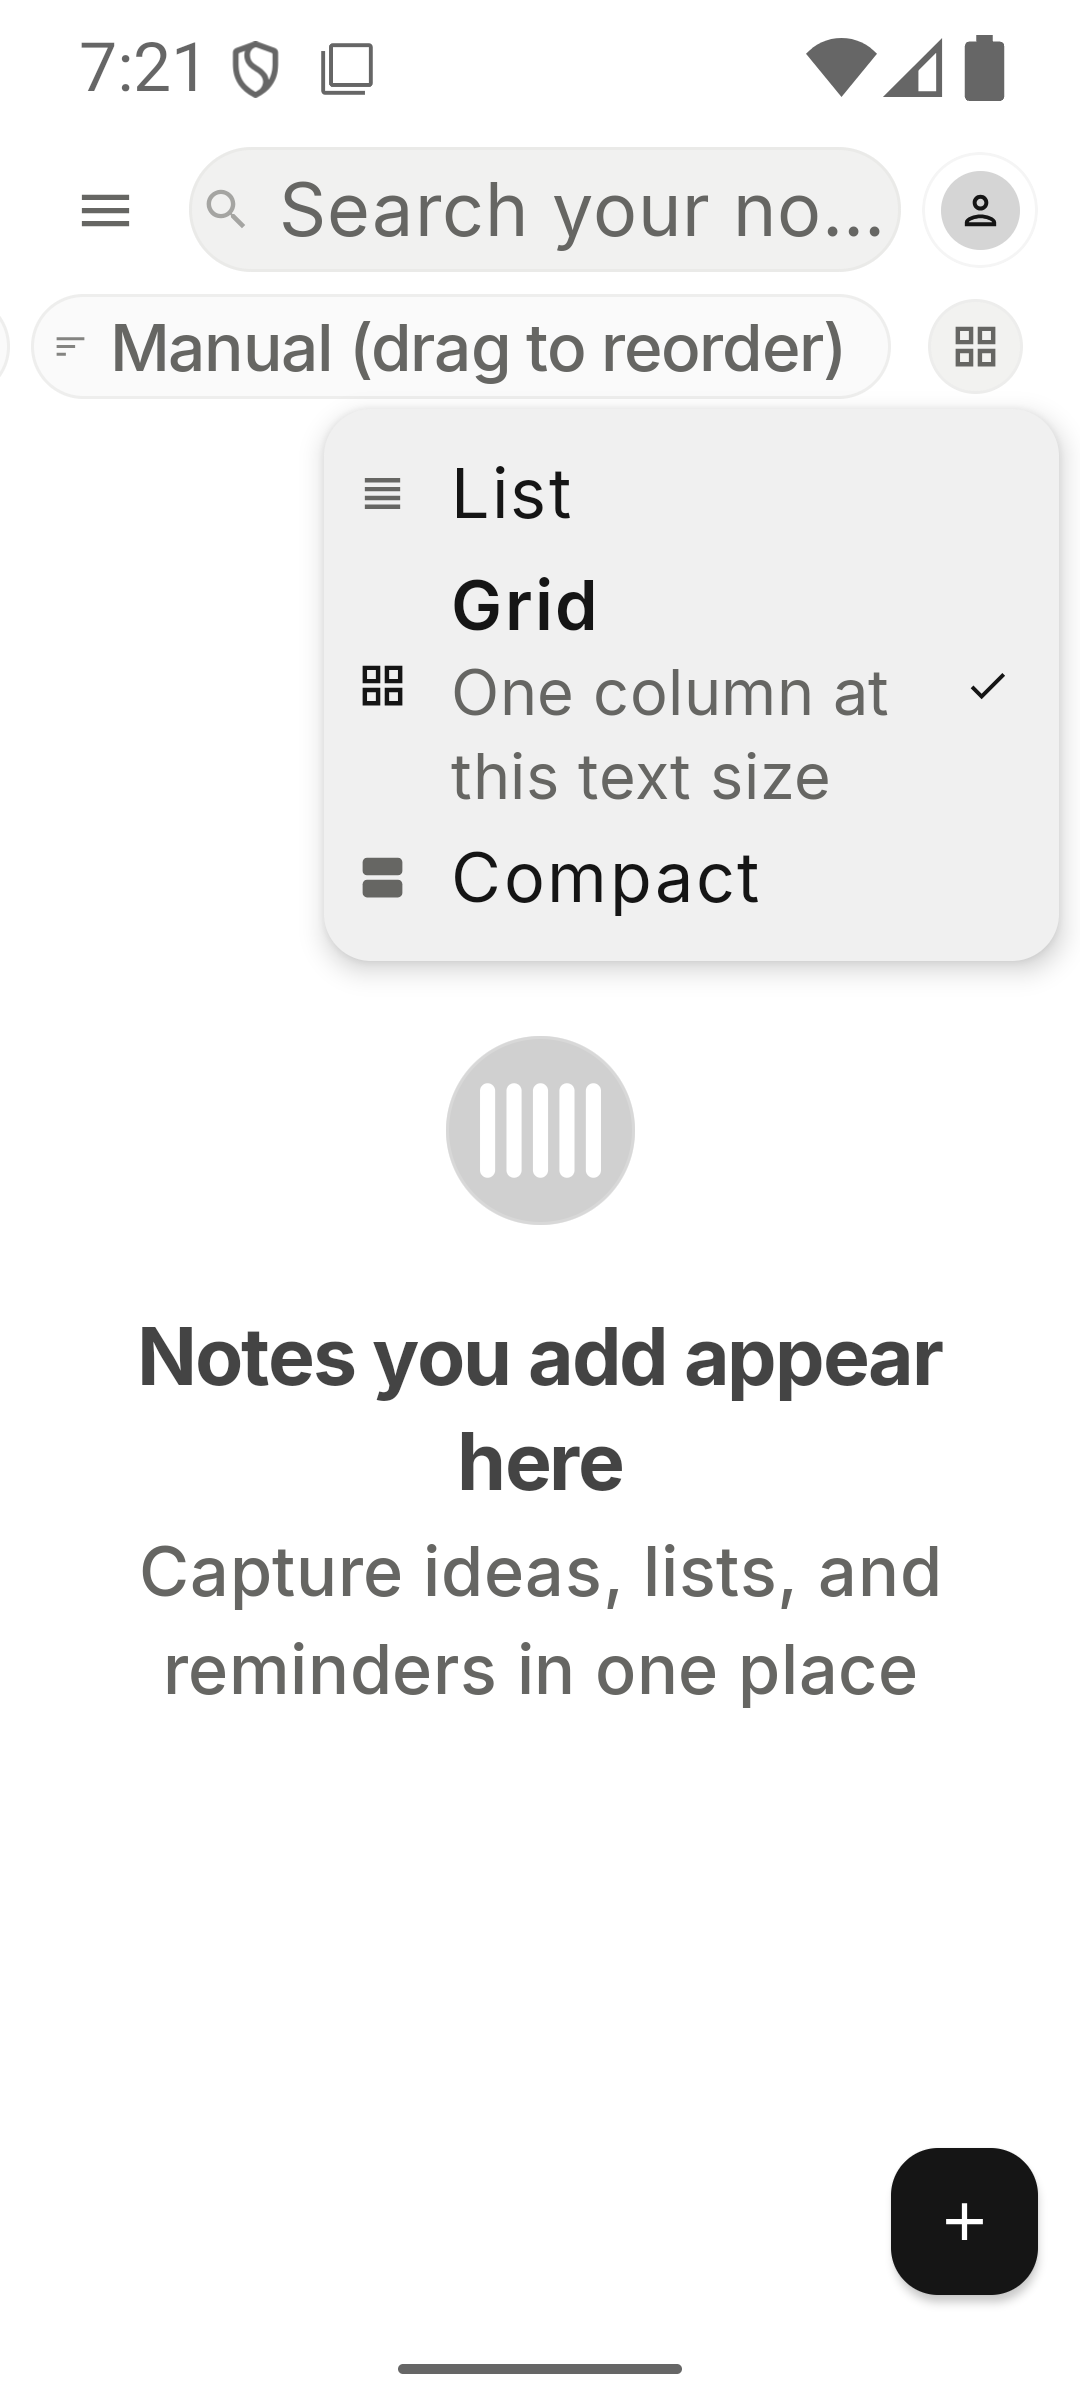 7:21
Search your no...
Manual (drag to reorder)
List
Grid
One column at
this text size
Compact
Notes you add appear
here
Capture ideas, lists, and
reminders in one place